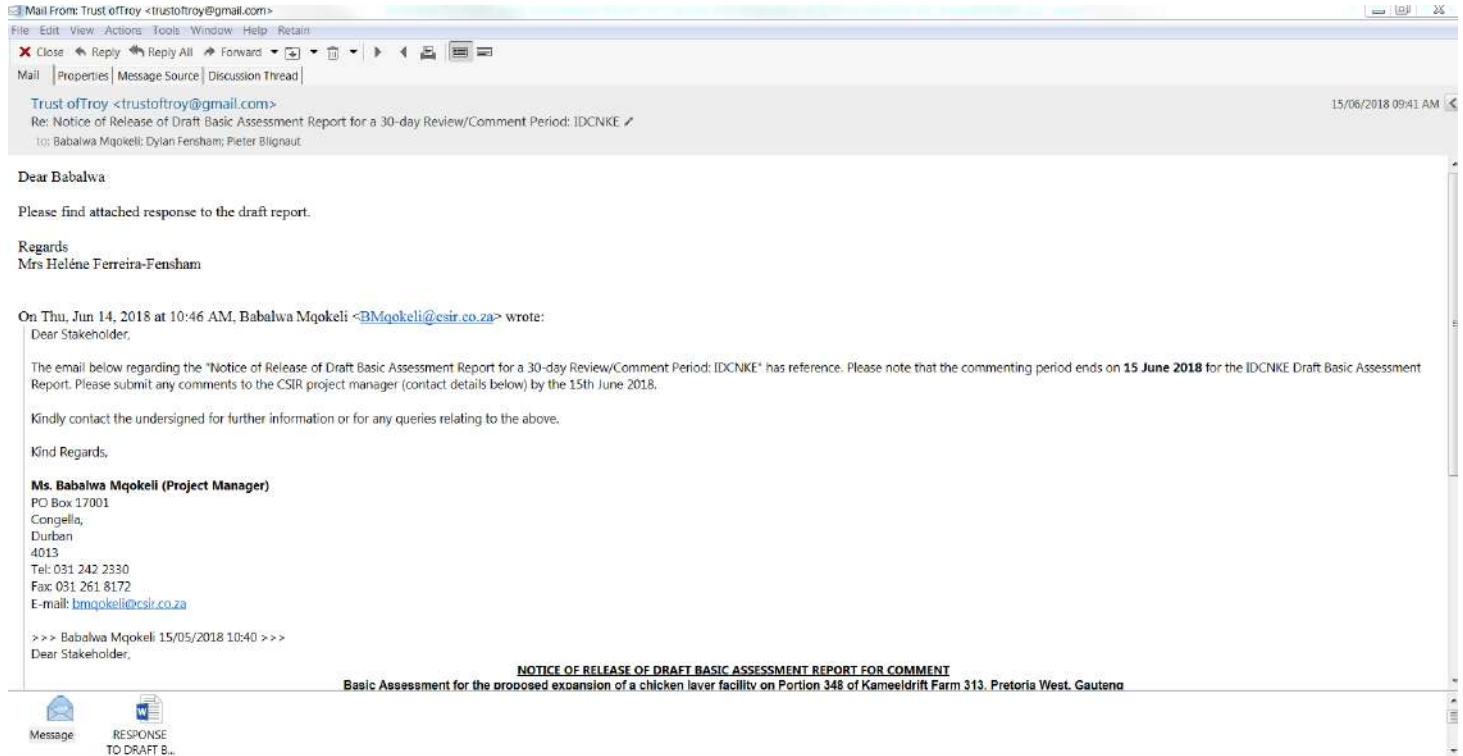 Mail From: Trust ofTroy <trustoftroy@gmail.com>
File Edit View Actions Tools Window Help Retain
Close Reply Reply All Forward
Mail Properties Message Source Discussion Thread
Trust ofTroy <trustoftroy@gmail.com>
15/06/2018 09:41 AM
Re: Notice of Release of Draft Basic Assessment Report for a 30-day Review/Comment Period: IDCNKE
to: Babalwa Mqokeli; Dylan Fensham; Pieter Blignaut
Dear Babalwa
Please find attached response to the draft report.
Regards
Mrs Heléne Ferreira-Fensham
On Thu, Jun 14, 2018 at 10:46 AM, Babalwa Mqokeli <BMqokeli@csir.co.za> wrote:
Dear Stakeholder,
The email below regarding the "Notice of Release of Draft Basic Assessment Report for a 30-day Review/Comment Period: IDCNKE" has reference. Please note that the commenting period ends on 15 June 2018 for the IDCNKE Draft Basic Assessment
Report. Please submit any comments to the CSIR project manager (contact details below) by the 15th June 2018.
Kindly contact the undersigned for further information or for any queries relating to the above.
Kind Regards,
Ms. Babalwa Mqokeli (Project Manager)
PO Box 17001
Congella,
Durban
4013
Tel: 031 242 2330
Fax: 031 261 8172
E-mail: bmqokeli@csir.co.za
>>> Babalwa Mqokeli 15/05/2018 10:40 >>>
Dear Stakeholder,
NOTICE OF RELEASE OF DRAFT BASIC ASSESSMENT REPORT FOR COMMENT
Basic Assessment for the proposed expansion of a chicken layer facility on Portion 348 of Kameeldrift Farm 313, Pretoria West, Gauteng
Message
RESPONSE
TO DRAFT B...